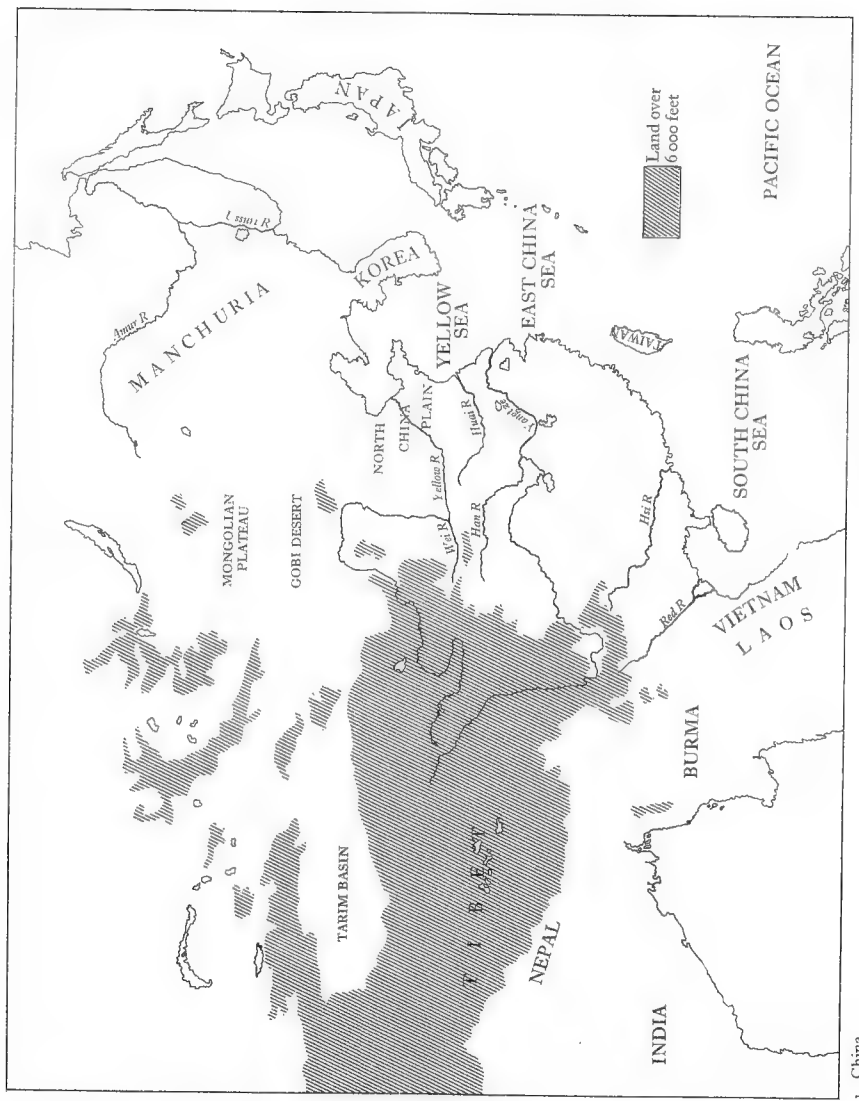 Amur R
MANCHURIA
Ussuri R
JAPAN
MONGOLIAN
PLATEAU
GOBI DESERT
TARIM BASIN
KOREA
NORTH
CHINA
PLAIN
YELLOW
SEA
Yellow R
Wei R
Huai R
Han R
Yangtze
EAST CHINA
SEA
TIBET
NEPAL
Hsi R
TAIWAN
Red R
INDIA
BURMA
VIETNAM
LAOS
SOUTH CHINA
SEA
PACIFIC OCEAN
Land over
6 000 feet
China